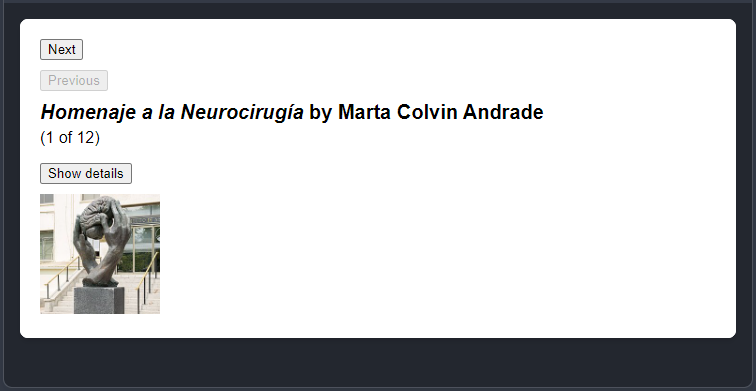 Next
Previous
Homenaje a la Neurocirugía by Marta Colvin Andrade
(1 of 12)
Show details